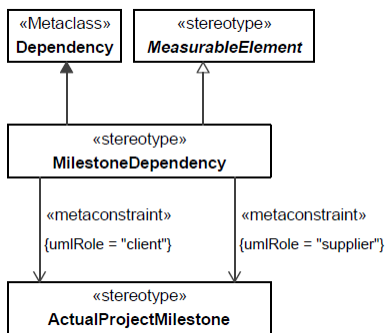 «Metaclass»
Dependency
«stereotype»
MeasurableElement
«stereotype»
MilestoneDependency
«metaconstraint»
{umlRole = "client"}
«metaconstraint»
{umlRole = "supplier"}
«stereotype»
ActualProjectMilestone